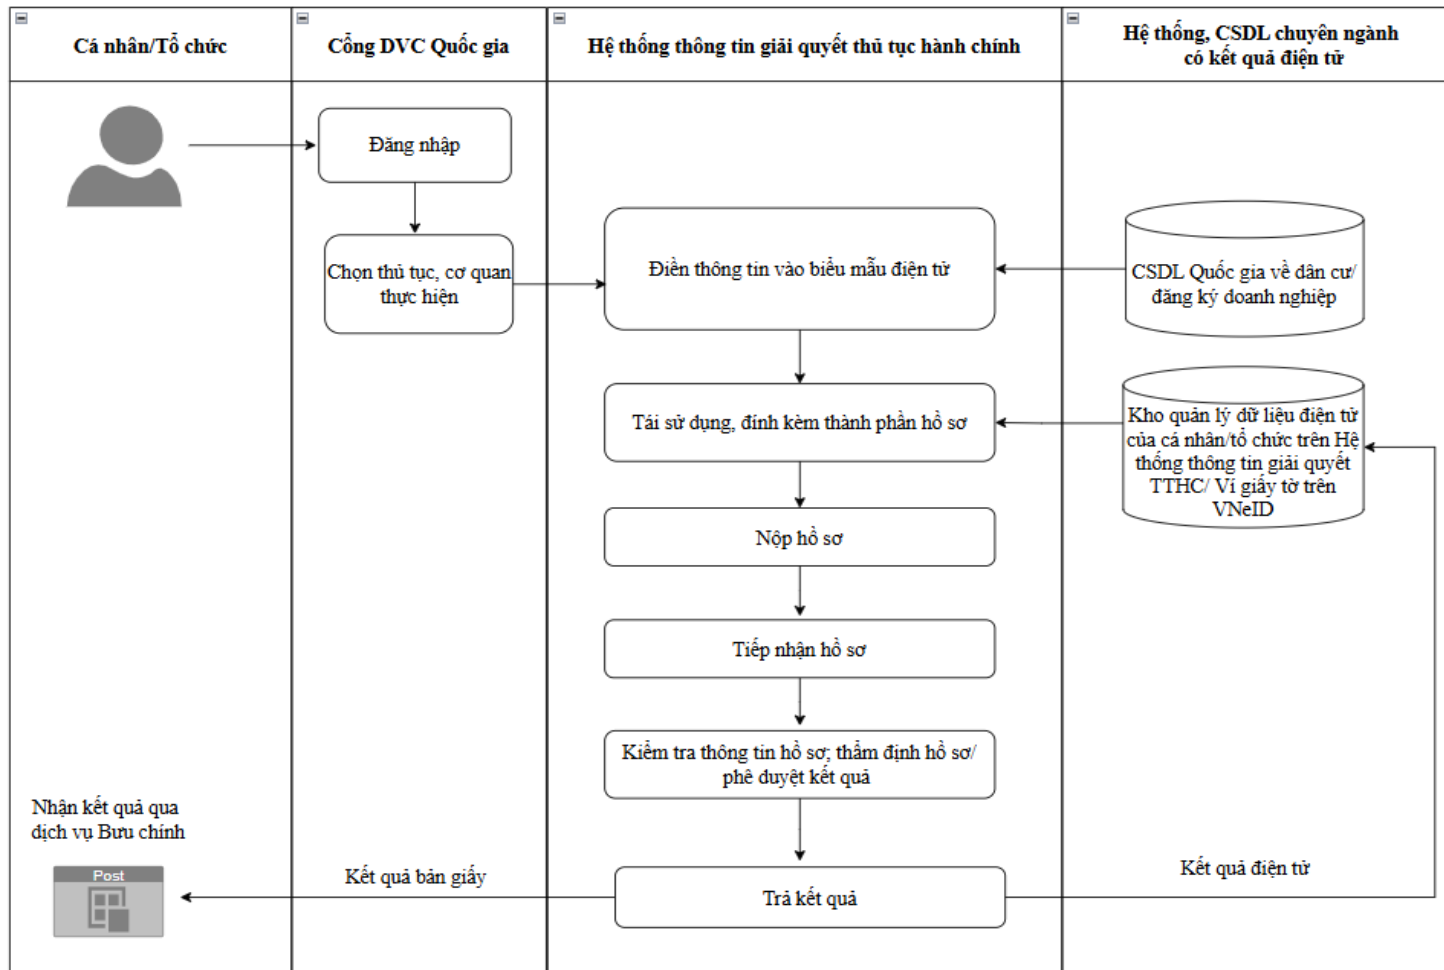 Cá nhân/Tổ chức
Cổng DVC Quốc gia
Hệ thống thông tin giải quyết thủ tục hành chính
Hệ thống, CSDL chuyên ngành
có kết quả điện tử
Đăng nhập
Chọn thủ tục, cơ quan
thực hiện
Điền thông tin vào biểu mẫu điện tử
CSDL Quốc gia về dân cư/
đăng ký doanh nghiệp
Tái sử dụng, đính kèm thành phần hồ sơ
Kho quản lý dữ liệu điện tử
của cá nhân/tổ chức trên Hệ
thống thông tin giải quyết
TTHC/ Ví giấy tờ trên
VNeID
Nộp hồ sơ
Tiếp nhận hồ sơ
Kiểm tra thông tin hồ sơ; thẩm định hồ sơ/
phê duyệt kết quả
Nhận kết quả qua
dịch vụ Bưu chính
Post
Kết quả bản giấy
Trả kết quả
Kết quả điện tử